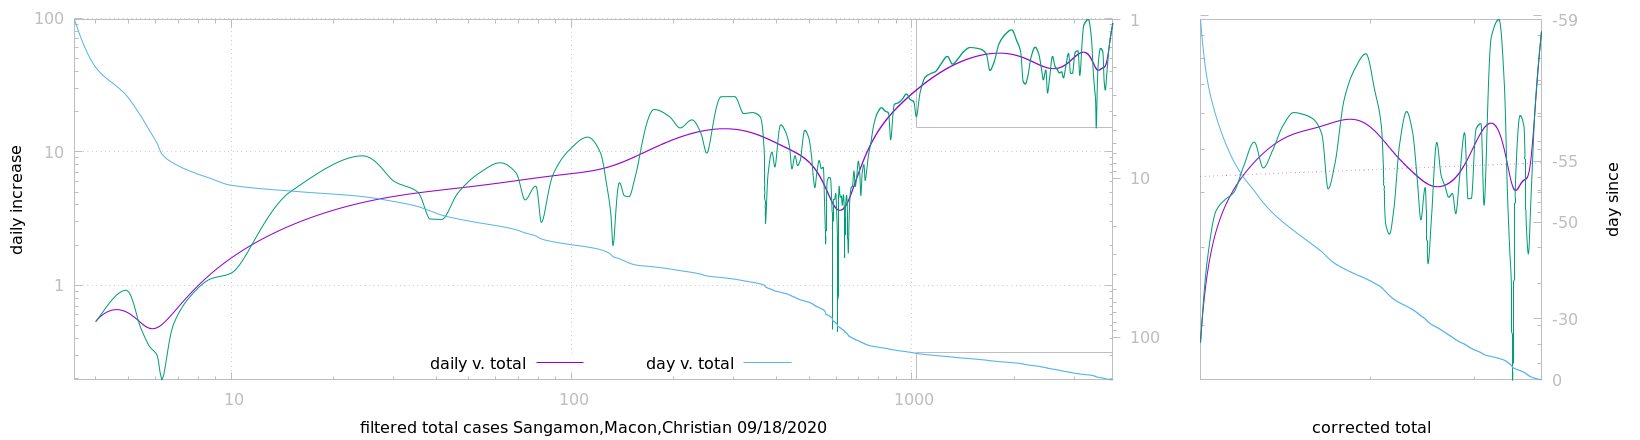 100
10
1
daily increase
1
10
100
daily v. total
day v. total
10
100
1000
filtered total cases Sangamon,Macon,Christian 09/18/2020
-59
-55
-50
-30
0
day since
corrected total